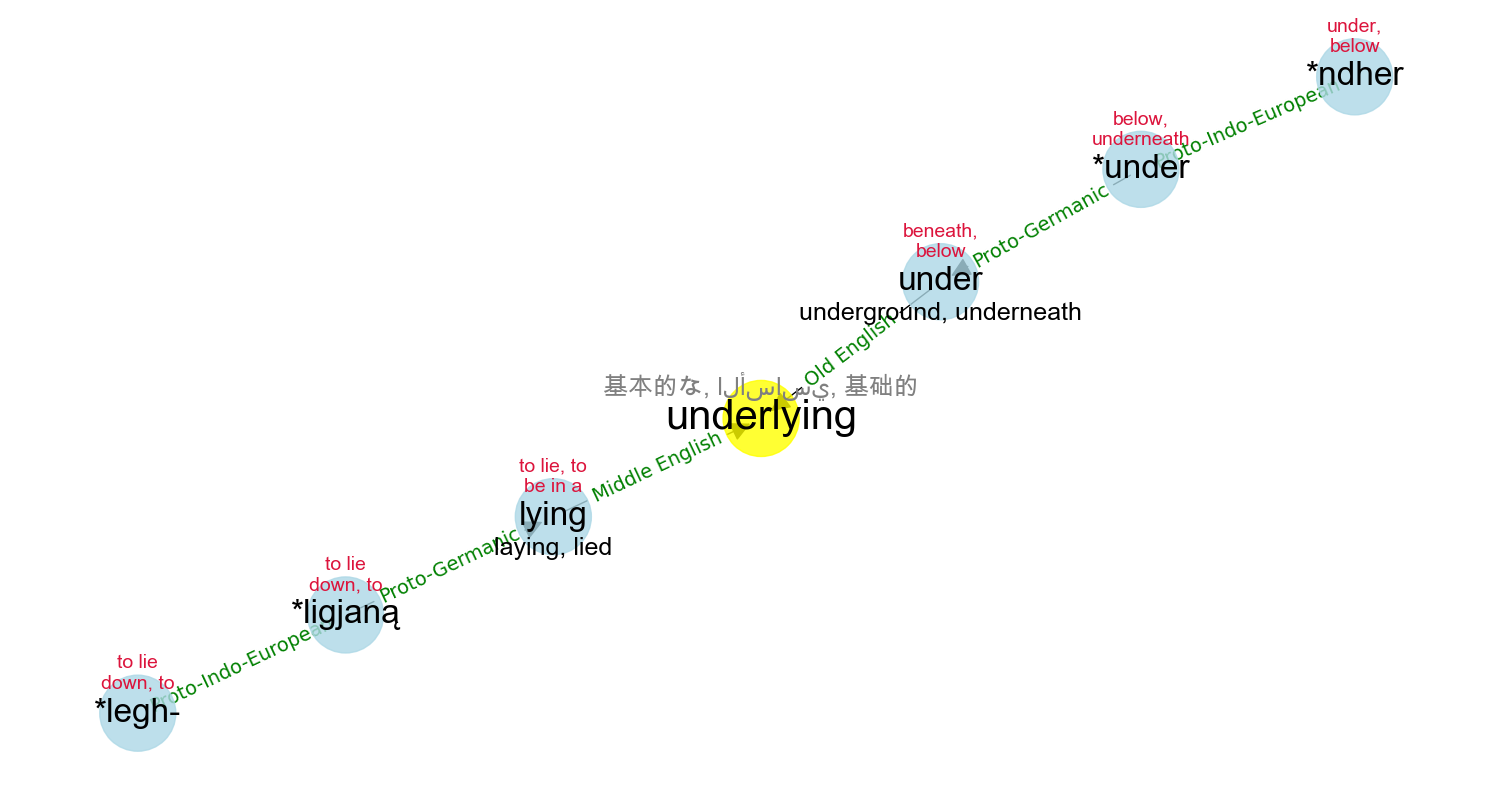 under,
below
*ndher
Proto-Indo-European
below,
underneath
*under
Proto-Germanic
beneath,
below
under
underground, underneath
Old English
基本的な, الأساسي, 基础的
underlying
Middle English
to lie, to
be in a
lying
laying, lied
Proto-Germanic
to lie
down, to
*ligjaną
Proto-Indo-European
to lie
down, to
*legh-